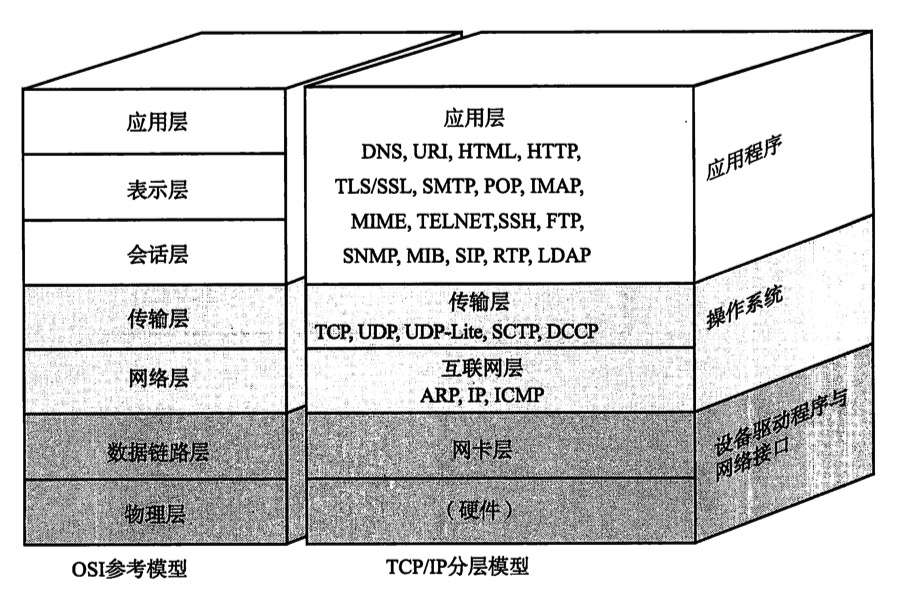 应用层
表示层
会话层
传输层
网络层
数据链路层
物理层
OSI参考模型
应用层
DNS, URI, HTML, HTTP,
TLS/SSL, SMTP, POP, IMAP,
MIME, TELNET,SSH, FTP,
SNMP, MIB, SIP, RTP, LDAP
传输层
TCP, UDP, UDP-Lite, SCTP, DCCP
互联网层
ARP, IP, ICMP
网卡层
（硬件）
TCP/IP分层模型
应用程序
操作系统
设备驱动程序与
网络接口